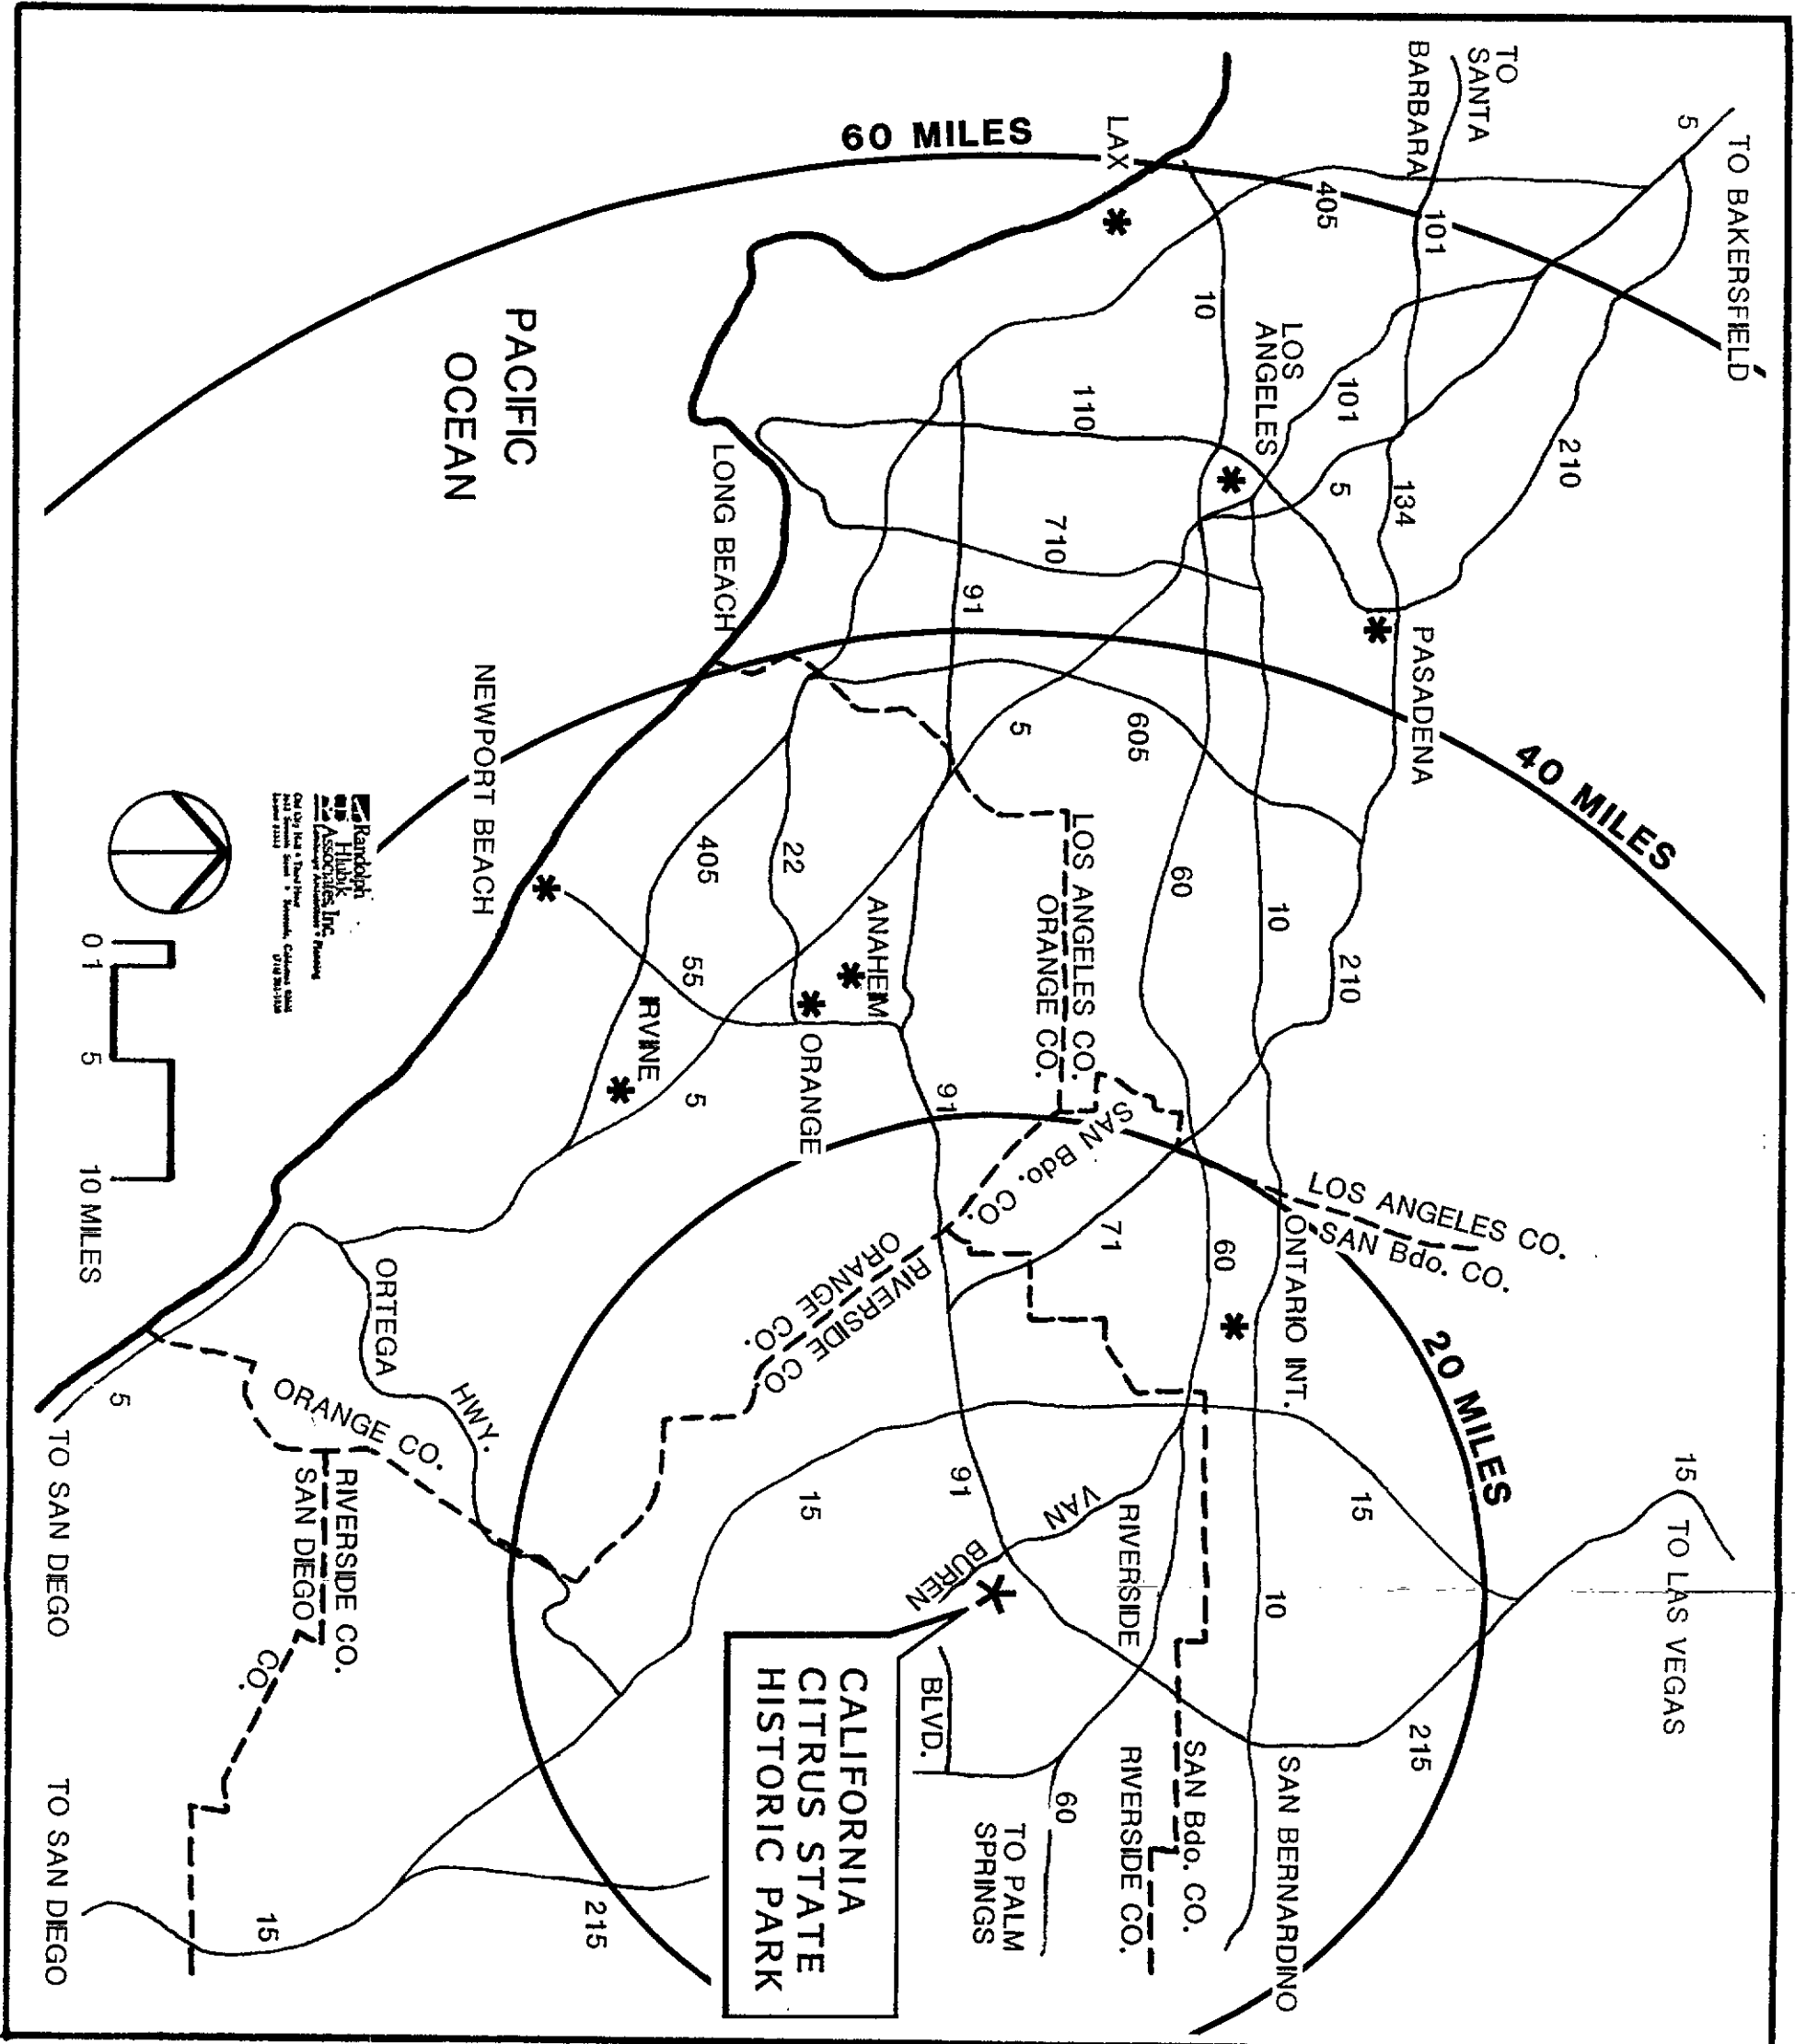 TO BAKERSFIELD
5
TO
SANTA
BARBARA
101
405
60 MILES
LAX
10
LOS
ANGELES
101
210
110
5
134
710
91
PASADENA
PACIFIC
OCEAN
LONG BEACH
NEWPORT BEACH
40 MILES
605
5
405
22
60
10
210
LOS ANGELES CO.
ORANGE CO.
ANAHEIM
55
ORANGE
IRVINE
5
91
SAN Bdo. CO.
LOS ANGELES CO.
SAN Bdo. CO.
71
60
ONTARIO INT.
RIVERSIDE CO.
ORANGE CO.
20 MILES
ORTEGA
HWY.
ORANGE CO.
5
TO SAN DIEGO
RIVERSIDE CO.
SAN DIEGO
CO.
15
91
VAN
BUREN
BLVD.
RIVERSIDE
10
15
15
TO LAS VEGAS
215
SAN BERNARDINO
SAN Bdo. CO.
RIVERSIDE CO.
60
TO PALM
SPRINGS
CALIFORNIA
CITRUS STATE
HISTORIC PARK
215
15
TO SAN DIEGO
Randolph
Hlubik
Associates, Inc.
0 1 5 10 MILES